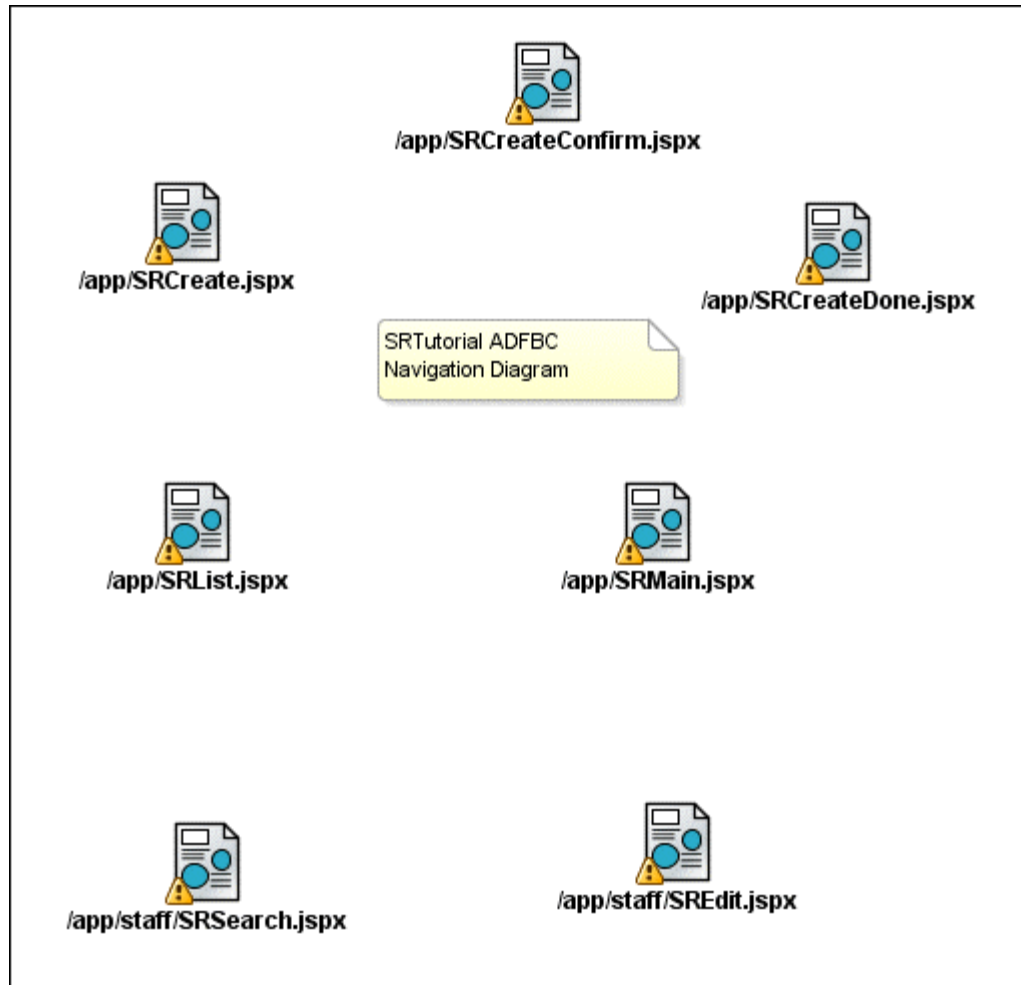 /app/SRCreateConfirm.jspx
/app/SRCreate.jspx
/app/SRCreateDone.jspx
SRTutorial ADFBC
Navigation Diagram
/app/SRList.jspx
/app/SRMain.jspx
/app/staff/SRSearch.jspx
/app/staff/SREdit.jspx